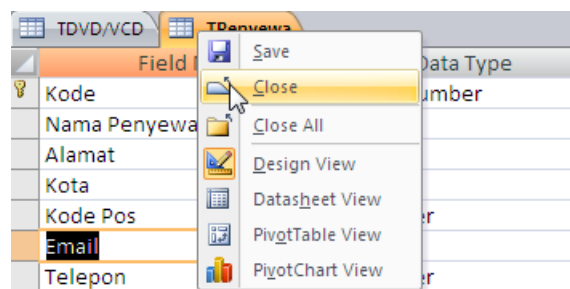 TDVD/VCD TPenyewa
Field Data Type
Save
Kode umber
Close
Nama Penyewa Close All
Alamat Design View
Kota Datasheet View
Kode Pos r
PivotTable View
Email
PivotChart View
Telepon r